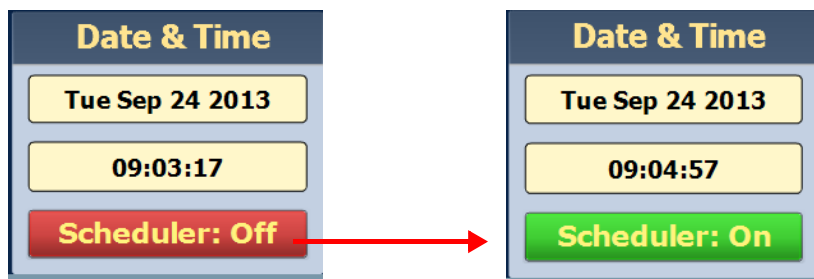 Date & Time
Tue Sep 24 2013
09:03:17
Scheduler: Off
Date & Time
Tue Sep 24 2013
09:04:57
Scheduler: On